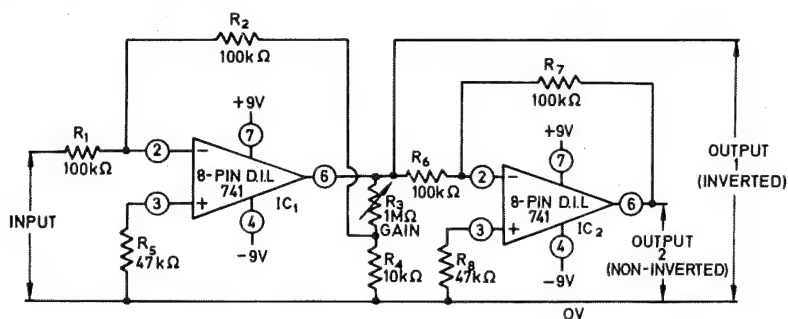 R2
100kΩ
R7
100kΩ
+9V
+9V
R1
100kΩ
2
−
7
8-PIN D.I.L
741
6
IC1
3
+
4
−9V
R6
100kΩ
2
−
7
8-PIN D.I.L
741
6
IC2
3
+
4
−9V
R3
1MΩ
GAIN
R4
10kΩ
R5
47kΩ
R8
47kΩ
INPUT
OUTPUT
1
(INVERTED)
OUTPUT
2
(NON-INVERTED)
0V